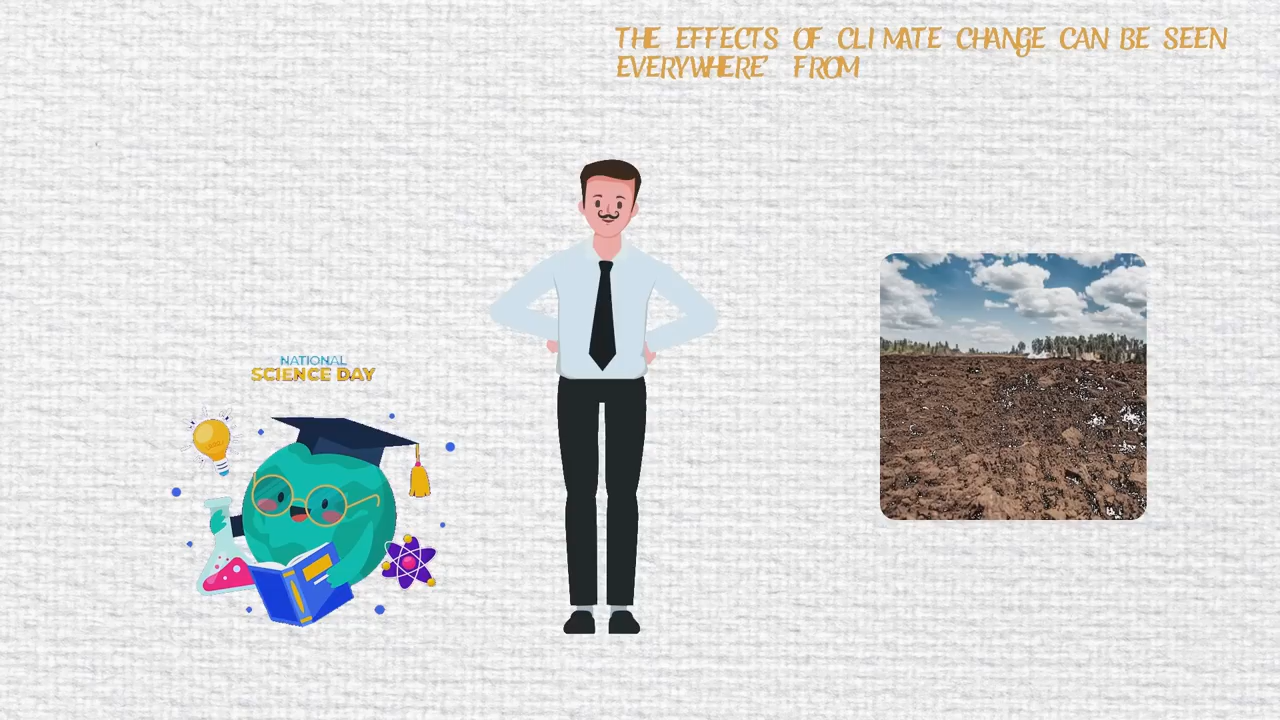 THE EFFECTS OF CLIMATE CHANGE CAN BE SEEN
EVERYWHERE' FROM
NATIONAL
SCIENCE DAY